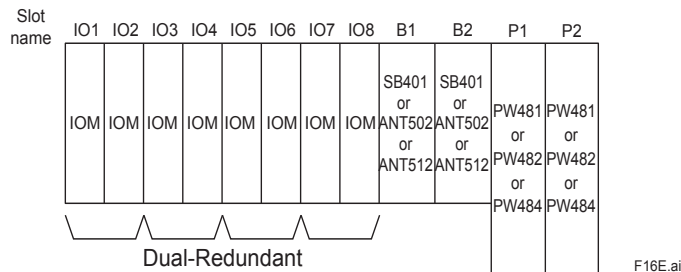 Slot name
IO1 IO2 IO3 IO4 IO5 IO6 IO7 IO8 B1 B2 P1 P2
IOM IOM IOM IOM IOM IOM IOM IOM
SB401 or ANT502 or ANT512
SB401 or ANT502 or ANT512
PW481 or PW482 or PW484
PW481 or PW482 or PW484
Dual-Redundant
F16E.ai